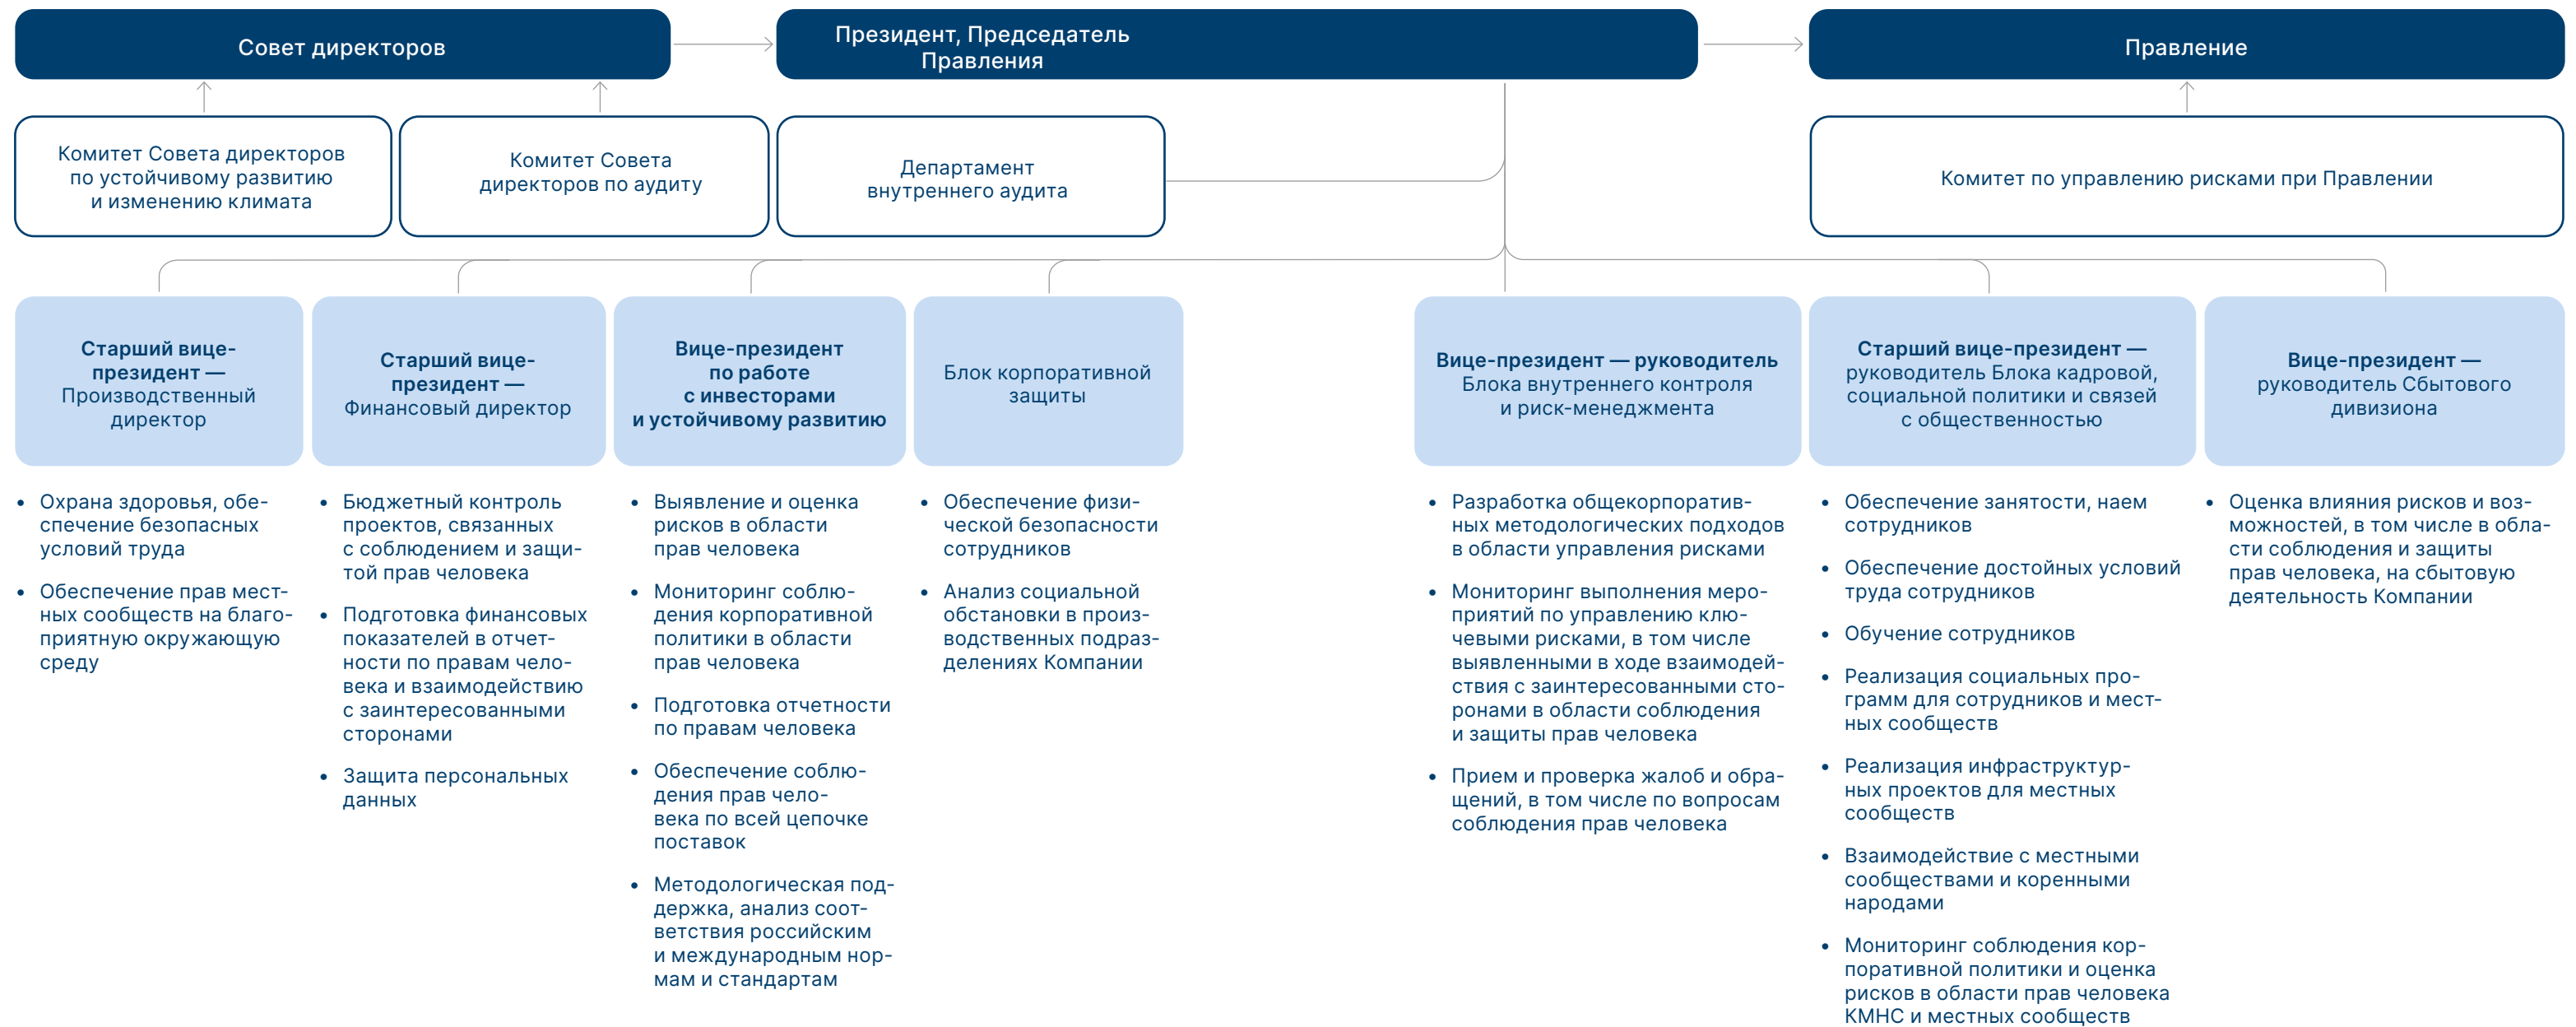 Совет директоров
Президент, Председатель
Правления
Правление
Комитет Совета директоров
по устойчивому развитию
и изменению климата
Комитет Совета
директоров по аудиту
Департамент
внутреннего аудита
Комитет по управлению рисками при Правлении
Старший вице-
президент —
Производственный
директор
Старший вице-
президент —
Финансовый директор
Вице-президент
по работе
с инвесторами
и устойчивому развитию
Блок корпоративной
защиты
Вице-президент — руководитель
Блока внутреннего контроля
и риск-менеджмента
Старший вице-президент —
руководитель Блока кадровой,
социальной политики и связей
с общественностью
Вице-президент —
руководитель Сбытового
дивизиона
• Охрана здоровья, обе-
спечение безопасных
условий труда
• Обеспечение прав мест-
ных сообществ на благо-
приятную окружающую
среду
• Бюджетный контроль
проектов, связанных
с соблюдением и защи-
той прав человека
• Подготовка финансовых
показателей в отчет-
ности по правам чело-
века и взаимодействию
с заинтересованными
сторонами
• Защита персональных
данных
• Выявление и оценка
рисков в области
прав человека
• Мониторинг соблю-
дения корпоративной
политики в области
прав человека
• Подготовка отчетности
по правам человека
• Обеспечение соблю-
дения прав чело-
века по всей цепочке
поставок
• Методологическая под-
держка, анализ соот-
ветствия российским
и международным нор-
мам и стандартам
• Обеспечение физи-
ческой безопасности
сотрудников
• Анализ социальной
обстановки в произ-
водственных подраз-
делениях Компании
• Разработка общекорпоратив-
ных методологических подходов
в области управления рисками
• Мониторинг выполнения меро-
приятий по управлению клю-
чевыми рисками, в том числе
выявленными в ходе взаимодей-
ствия с заинтересованными сто-
ронами в области соблюдения
и защиты прав человека
• Прием и проверка жалоб и обра-
щений, в том числе по вопросам
соблюдения прав человека
• Обеспечение занятости, наем
сотрудников
• Обеспечение достойных условий
труда сотрудников
• Обучение сотрудников
• Реализация социальных про-
грамм для сотрудников и мест-
ных сообществ
• Реализация инфраструктур-
ных проектов для местных
сообществ
• Взаимодействие с местными
сообществами и коренными
народами
• Мониторинг соблюдения кор-
поративной политики и оценка
рисков в области прав человека
КМНС и местных сообществ
• Оценка влияния рисков и воз-
можностей, в том числе в обла-
сти соблюдения и защиты
прав человека, на сбытовую
деятельность Компании